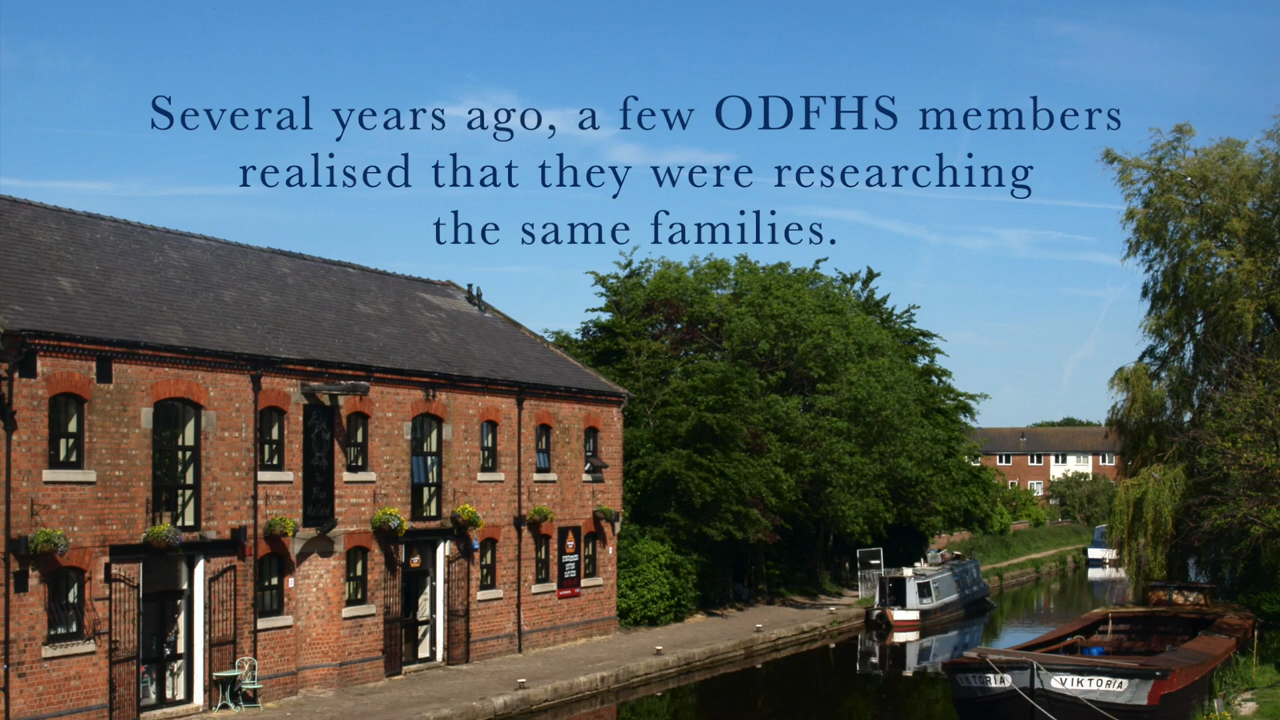 Several years ago, a few ODFHS members
realised that they were researching
the same families.
VIKTORIA
VIKTORIA